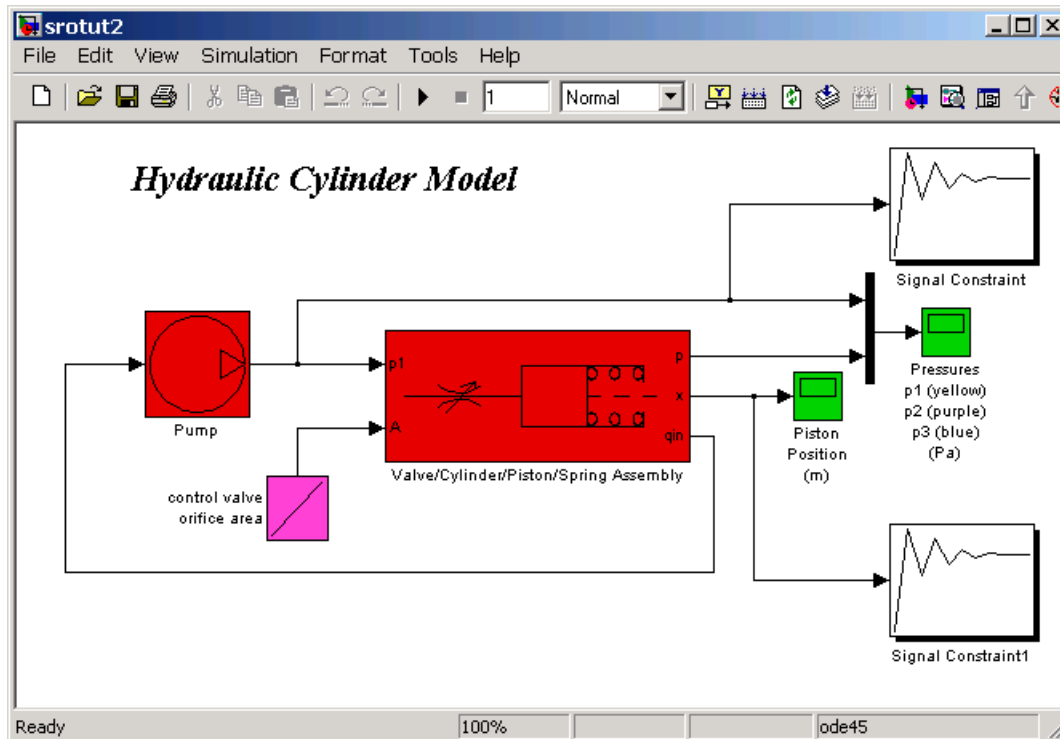 srotut2
File Edit View Simulation Format Tools Help
1 Normal
Hydraulic Cylinder Model
Signal Constraint
Pump
p1
A
p
x
qin
Valve/Cylinder/Piston/Spring Assembly
control valve
orifice area
Piston
Position
(m)
Pressures
p1 (yellow)
p2 (purple)
p3 (blue)
(Pa)
Signal Constraint1
Ready 100% ode45